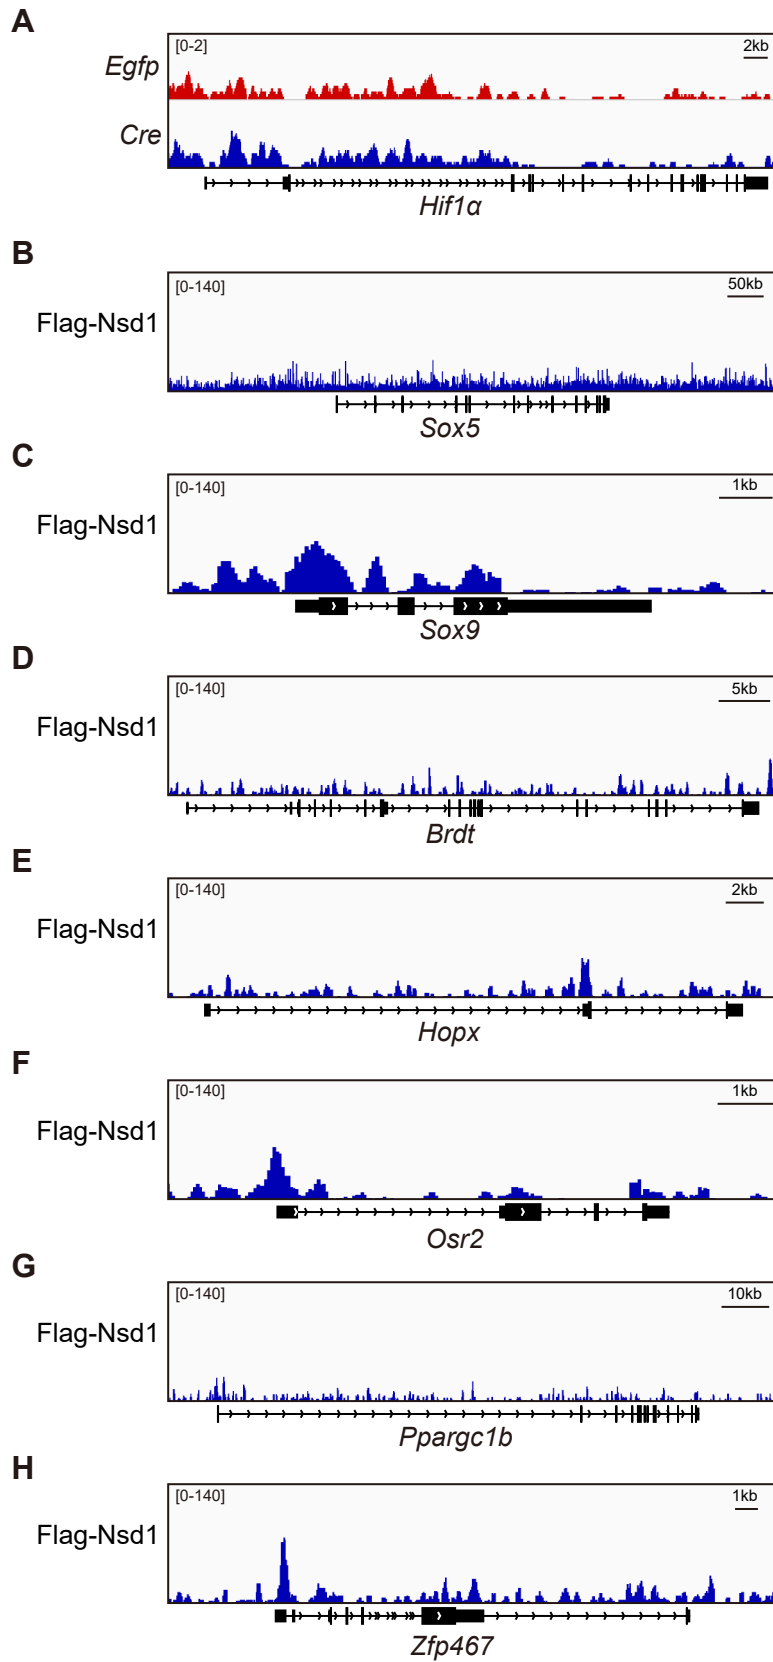 A
[0-2] 2kb
Egfp
Cre
Hif1α
B
[0-140] 50kb
Flag-Nsd1
Sox5
C
[0-140] 1kb
Flag-Nsd1
Sox9
D
[0-140] 5kb
Flag-Nsd1
Brdt
E
[0-140] 2kb
Flag-Nsd1
Hopx
F
[0-140] 1kb
Flag-Nsd1
Osr2
G
[0-140] 10kb
Flag-Nsd1
Ppargc1b
H
[0-140] 1kb
Flag-Nsd1
Zfp467